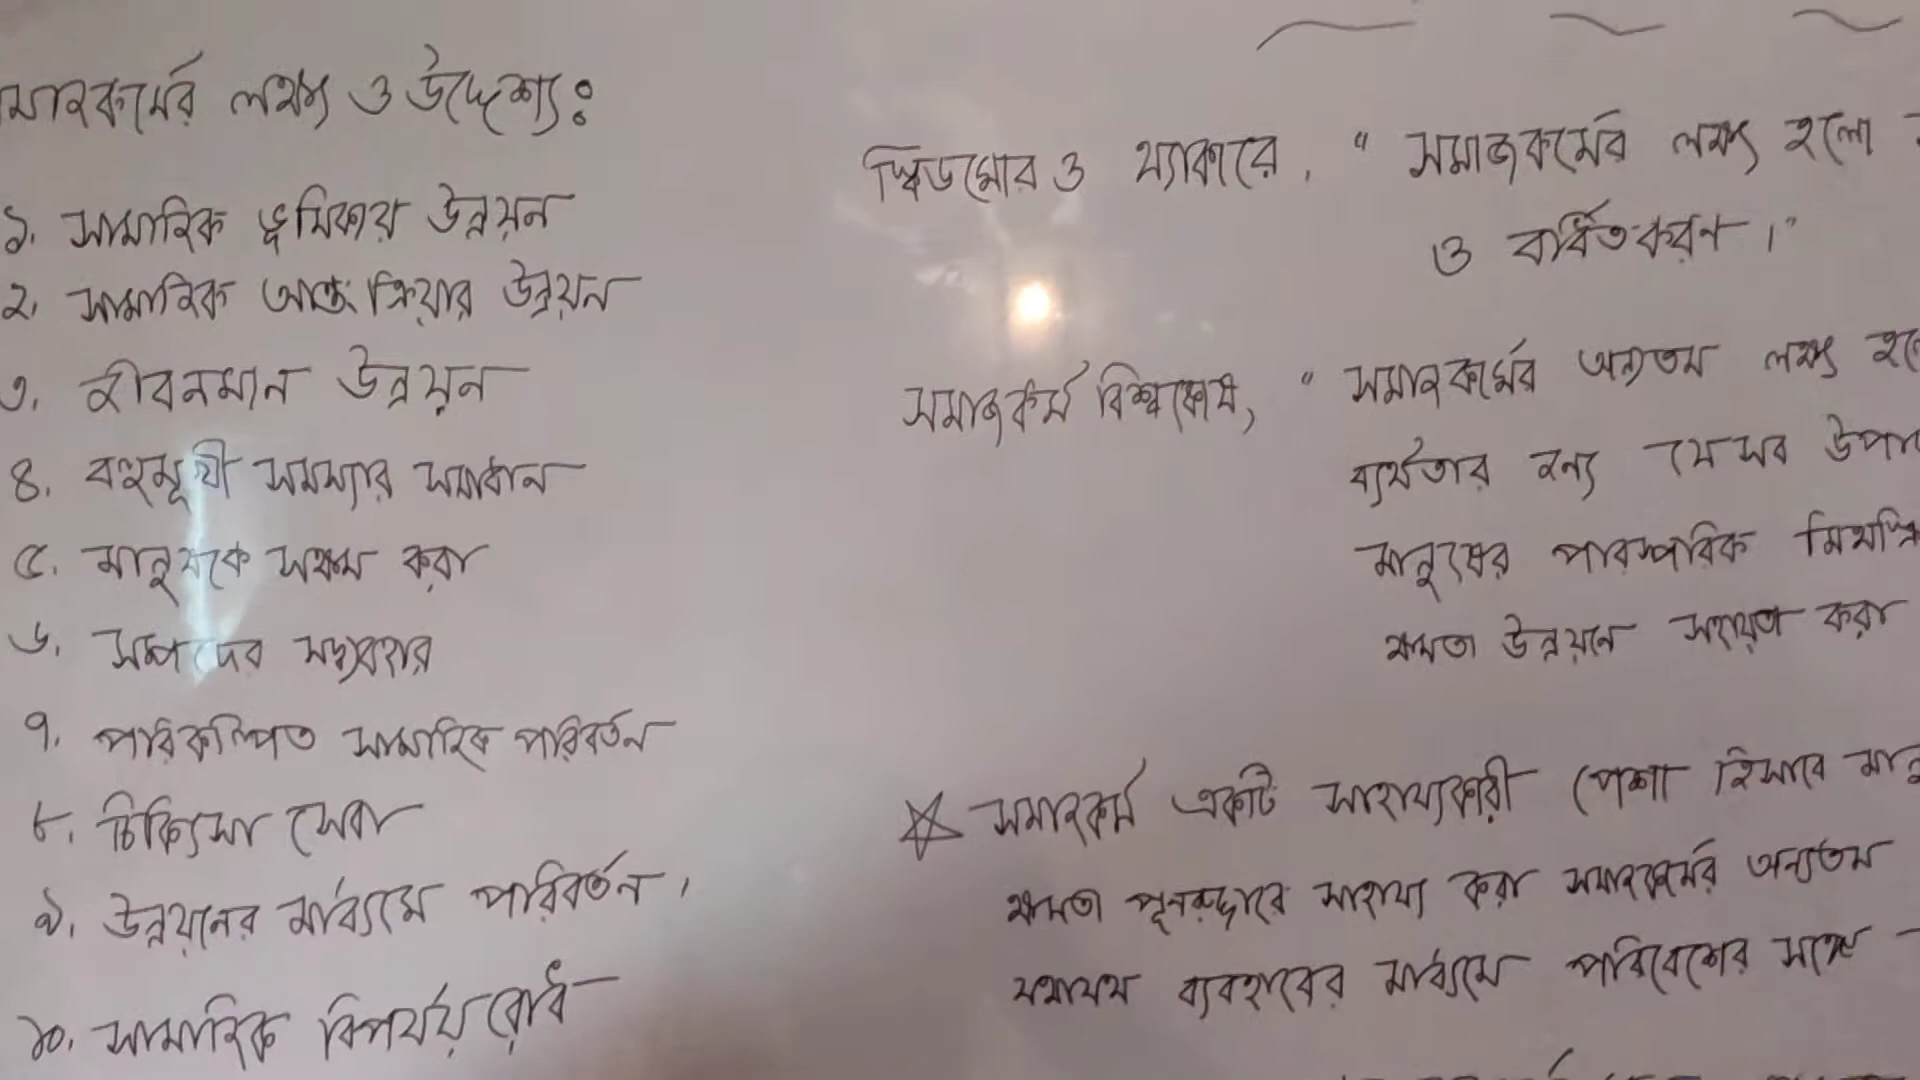 সমাজকর্মের লক্ষ্য ও উদ্দেশ্য:
১. সামাজিক ভূমিকায় উন্নয়ন
২. সামাজিক আন্তঃক্রিয়ার উন্নয়ন
৩. জীবনমান উন্নয়ন
৪. বহুমূখী সমস্যার সমাধান
৫. মানুষকে সক্ষম করা
৬. সম্পদের সদ্ব্যবহার
৭. পরিকল্পিত সামাজিক পরিবর্তন
৮. চিকিৎসা সেবা
৯. উন্নয়নের মাধ্যমে পরিবর্তন।
১০. সামাজিক বিপর্যয় রোধ
স্কিডমোর ও থ্যাকারে, "সমাজকর্মের লক্ষ্য হলো
ও বর্ধিতকরণ।"
সমাজকর্ম বিশ্বকোষ, "সমাজকর্মের অন্যতম লক্ষ্য
ব্যর্থতার জন্য যেসব
মানুষের পারস্পরিক
ক্ষমতা উন্নয়নে সহায়তা করা
সমাজকর্ম একটি সাহায্যকারী পেশা হিসাবে
ক্ষমতা পূনরুদ্ধারে সাহায্য করা সমাজকর্মের অন্যতম
যথাযথ ব্যবহারের মাধ্যমে পরিবেশের সঙ্গে